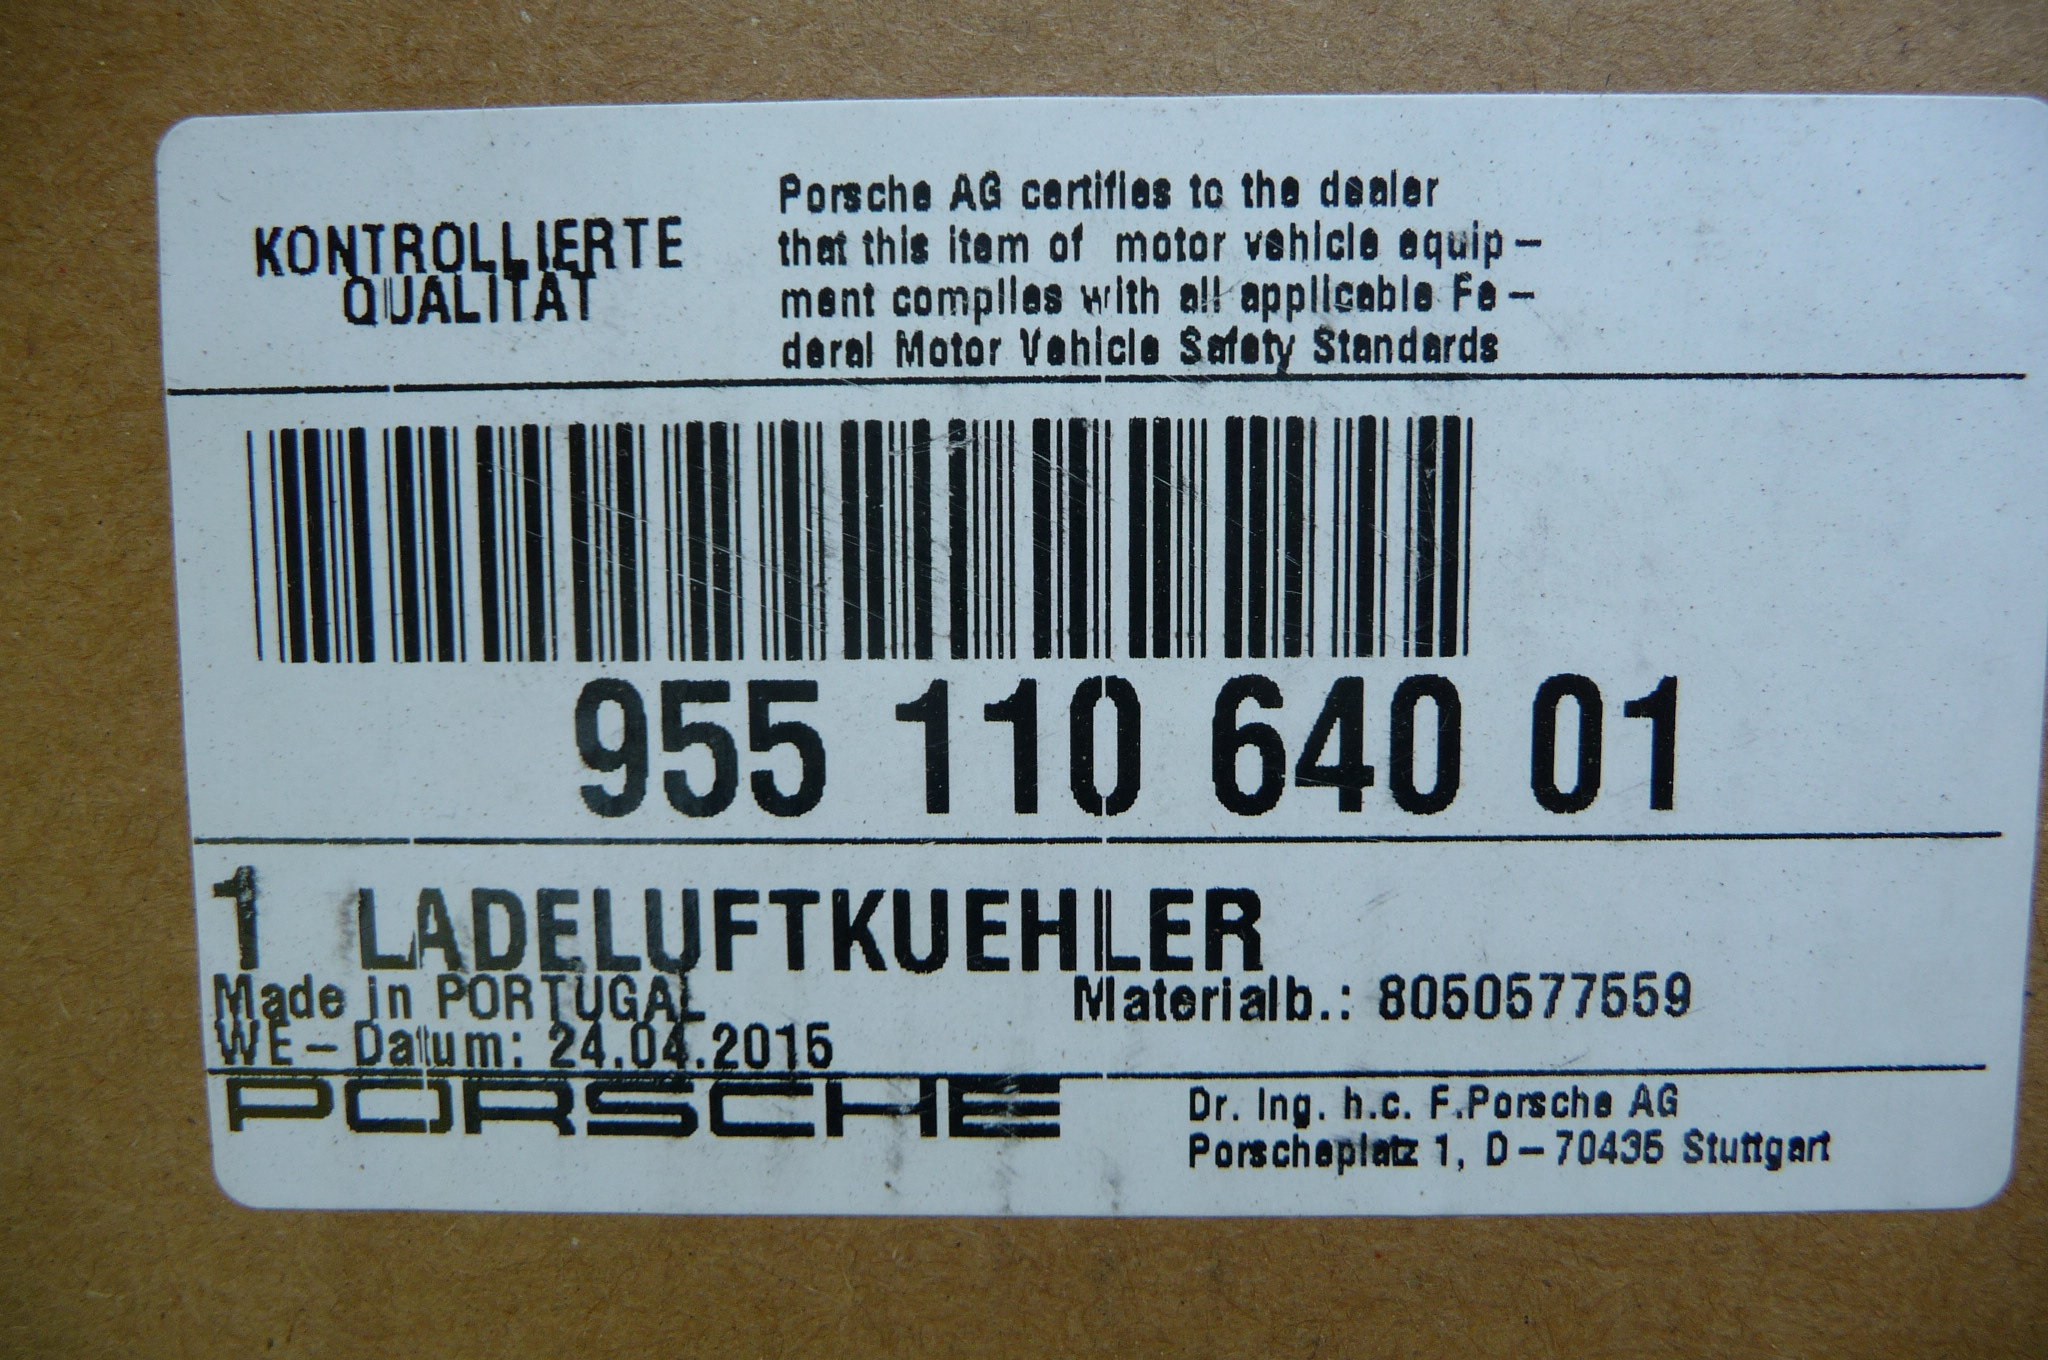 KONTROLLIERTE
QUALITÄT
Porsche AG certifies to the dealer
that this item of motor vehicle equip-
ment complies with all applicable Fe-
deral Motor Vehicle Safety Standards
955 110 640 01
1 LADELUFTKUEHLER
Made in PORTUGAL
Materialb.: 8050577559
WE-Datum: 24.04.2015
PORSCHE
Dr. Ing. h.c. F.Porsche AG
Porscheplatz 1, D-70435 Stuttgart